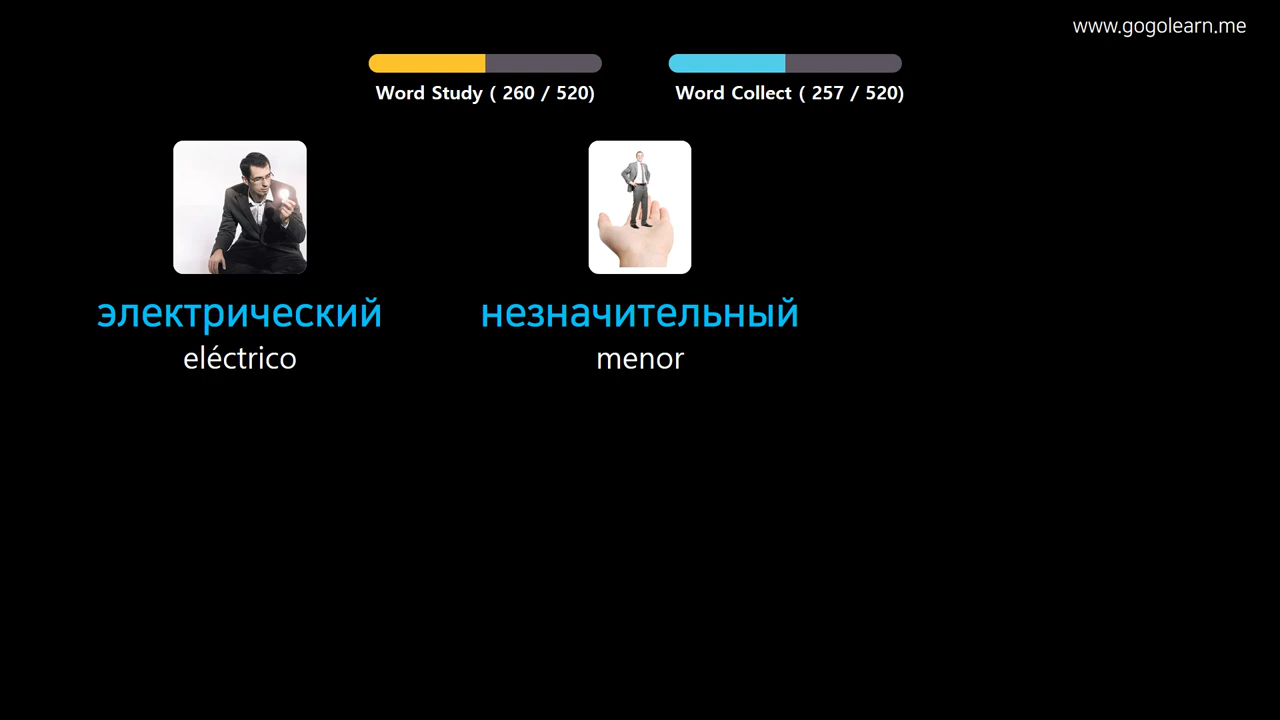 www.gogolearn.me
Word Study ( 260 / 520)
Word Collect ( 257 / 520)
электрический
eléctrico
незначительный
menor